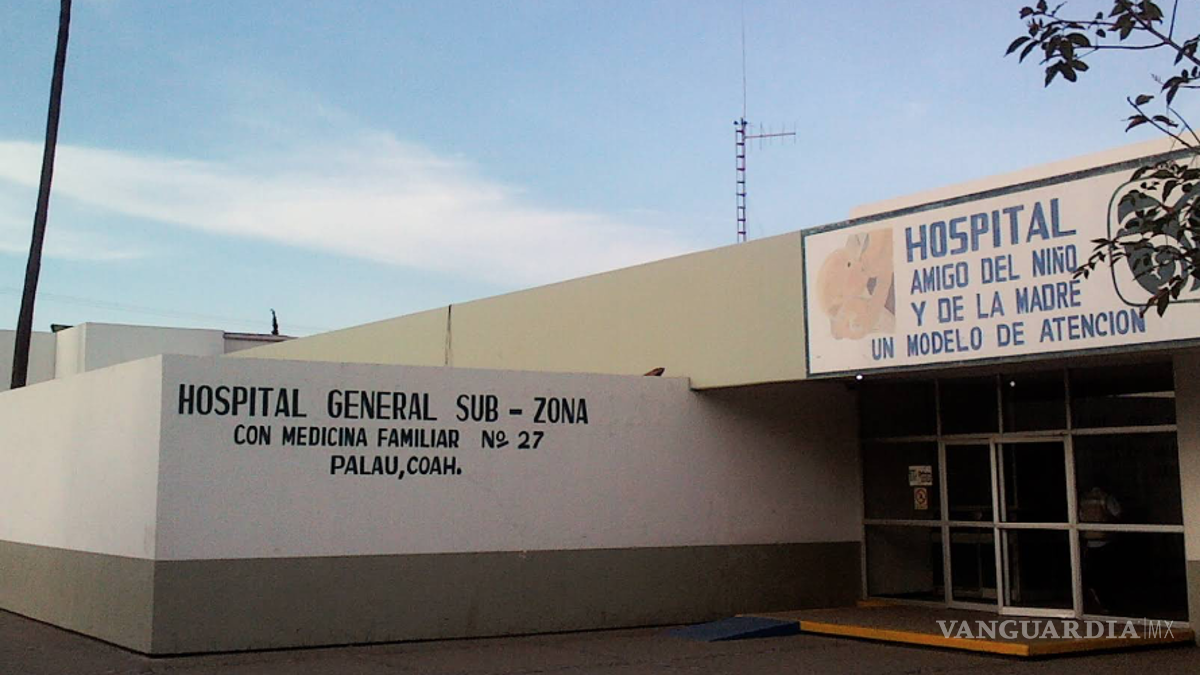 HOSPITAL
AMIGO DEL NIÑO
Y DE LA MADRE
UN MODELO DE ATENCION
HOSPITAL GENERAL SUB - ZONA
CON MEDICINA FAMILIAR Nº 27
PALAU, COAH.
VANGUARDIA|MX